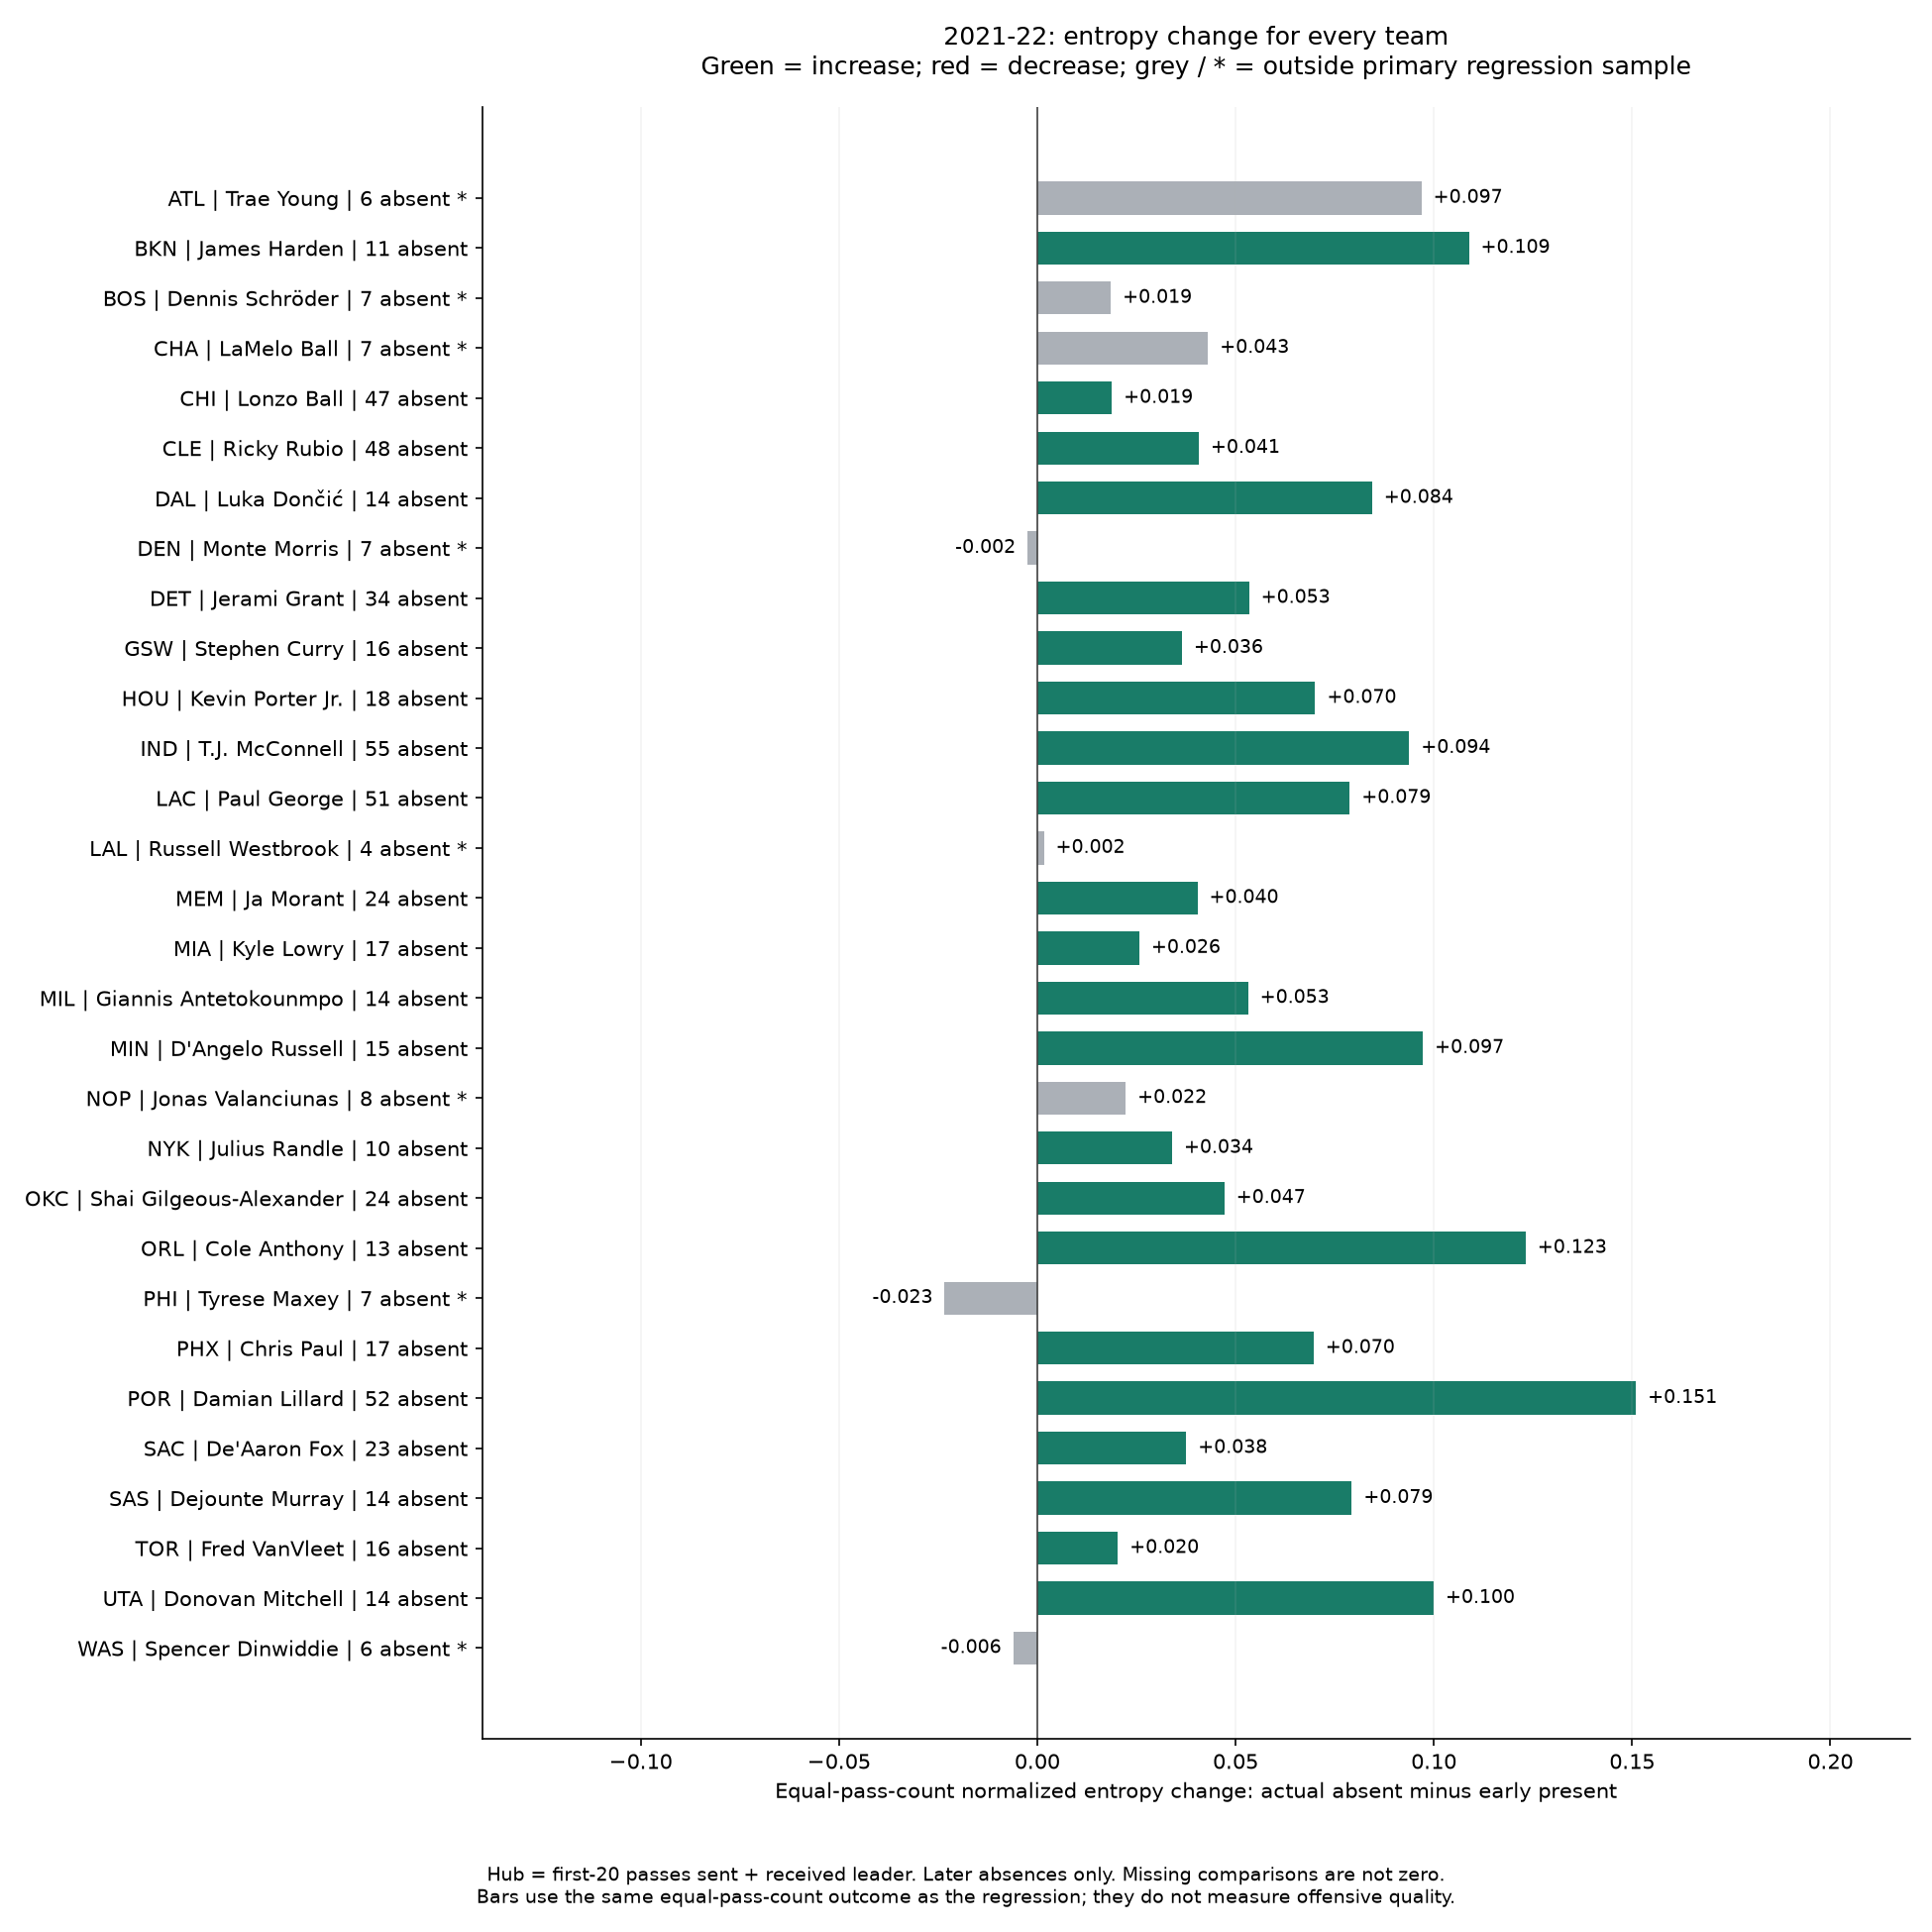 2021-22: entropy change for every team
Green = increase; red = decrease; grey / * = outside primary regression sample
ATL | Trae Young | 6 absent * +0.097
BKN | James Harden | 11 absent +0.109
BOS | Dennis Schröder | 7 absent * +0.019
CHA | LaMelo Ball | 7 absent * +0.043
CHI | Lonzo Ball | 47 absent +0.019
CLE | Ricky Rubio | 48 absent +0.041
DAL | Luka Dončić | 14 absent +0.084
DEN | Monte Morris | 7 absent * -0.002
DET | Jerami Grant | 34 absent +0.053
GSW | Stephen Curry | 16 absent +0.036
HOU | Kevin Porter Jr. | 18 absent +0.070
IND | T.J. McConnell | 55 absent +0.094
LAC | Paul George | 51 absent +0.079
LAL | Russell Westbrook | 4 absent * +0.002
MEM | Ja Morant | 24 absent +0.040
MIA | Kyle Lowry | 17 absent +0.026
MIL | Giannis Antetokounmpo | 14 absent +0.053
MIN | D'Angelo Russell | 15 absent +0.097
NOP | Jonas Valanciunas | 8 absent * +0.022
NYK | Julius Randle | 10 absent +0.034
OKC | Shai Gilgeous-Alexander | 24 absent +0.047
ORL | Cole Anthony | 13 absent +0.123
PHI | Tyrese Maxey | 7 absent * -0.023
PHX | Chris Paul | 17 absent +0.070
POR | Damian Lillard | 52 absent +0.151
SAC | De'Aaron Fox | 23 absent +0.038
SAS | Dejounte Murray | 14 absent +0.079
TOR | Fred VanVleet | 16 absent +0.020
UTA | Donovan Mitchell | 14 absent +0.100
WAS | Spencer Dinwiddie | 6 absent * -0.006
−0.10 −0.05 0.00 0.05 0.10 0.15 0.20
Equal-pass-count normalized entropy change: actual absent minus early present
Hub = first-20 passes sent + received leader. Later absences only. Missing comparisons are not zero.
Bars use the same equal-pass-count outcome as the regression; they do not measure offensive quality.